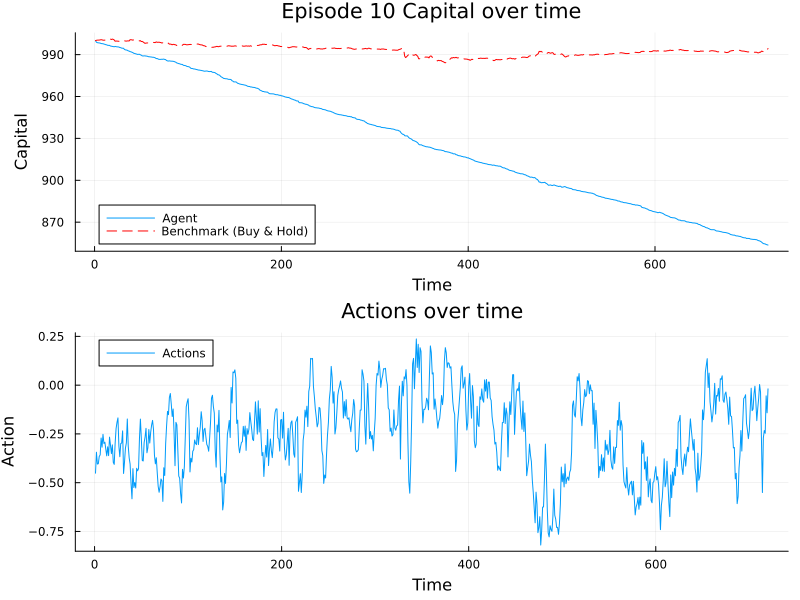 Episode 10 Capital over time
Capital
990
960
930
900
870
Agent
Benchmark (Buy & Hold)
0
200
400
600
Time
Actions over time
Action
0.25
0.00
−0.25
−0.50
−0.75
Actions
0
200
400
600
Time